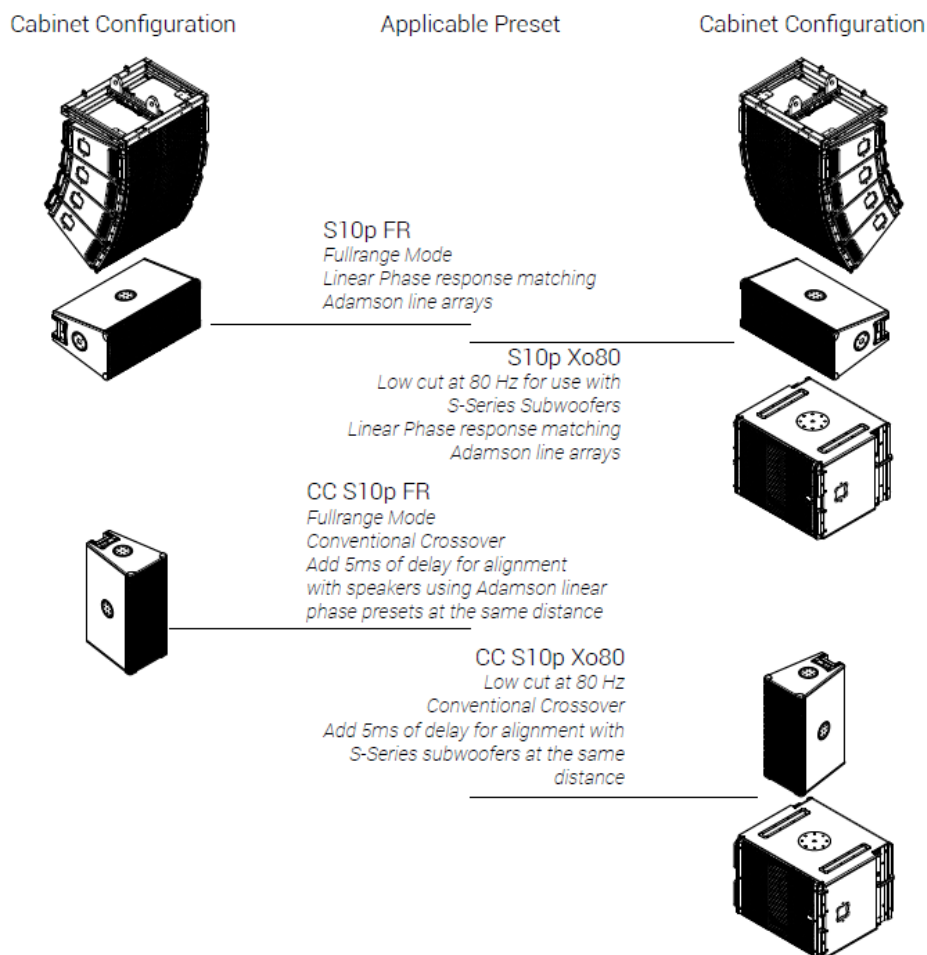 Cabinet Configuration
Applicable Preset
Cabinet Configuration
S10p FR
Fullrange Mode
Linear Phase response matching
Adamson line arrays
S10p Xo80
Low cut at 80 Hz for use with
S-Series Subwoofers
Linear Phase response matching
Adamson line arrays
CC S10p FR
Fullrange Mode
Conventional Crossover
Add 5ms of delay for alignment
with speakers using Adamson linear
phase presets at the same distance
CC S10p Xo80
Low cut at 80 Hz
Conventional Crossover
Add 5ms of delay for alignment with
S-Series subwoofers at the same
distance